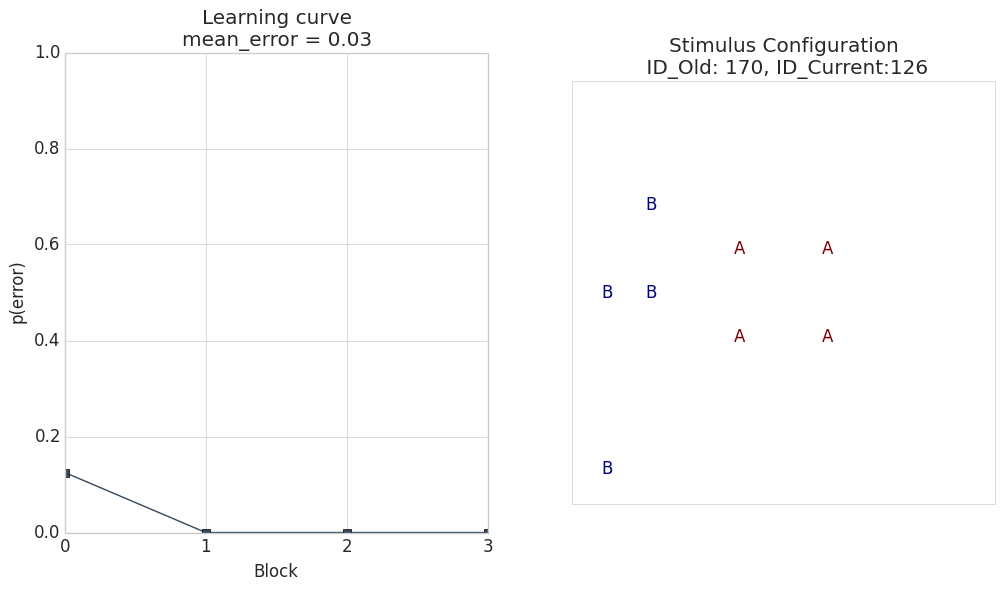 Learning curve
mean_error = 0.03
1.0
0.8
0.6
0.4
0.2
0.0
p(error)
0 1 2 3
Block
Stimulus Configuration
ID_Old: 170, ID_Current:126
B
A A
B B
A A
B